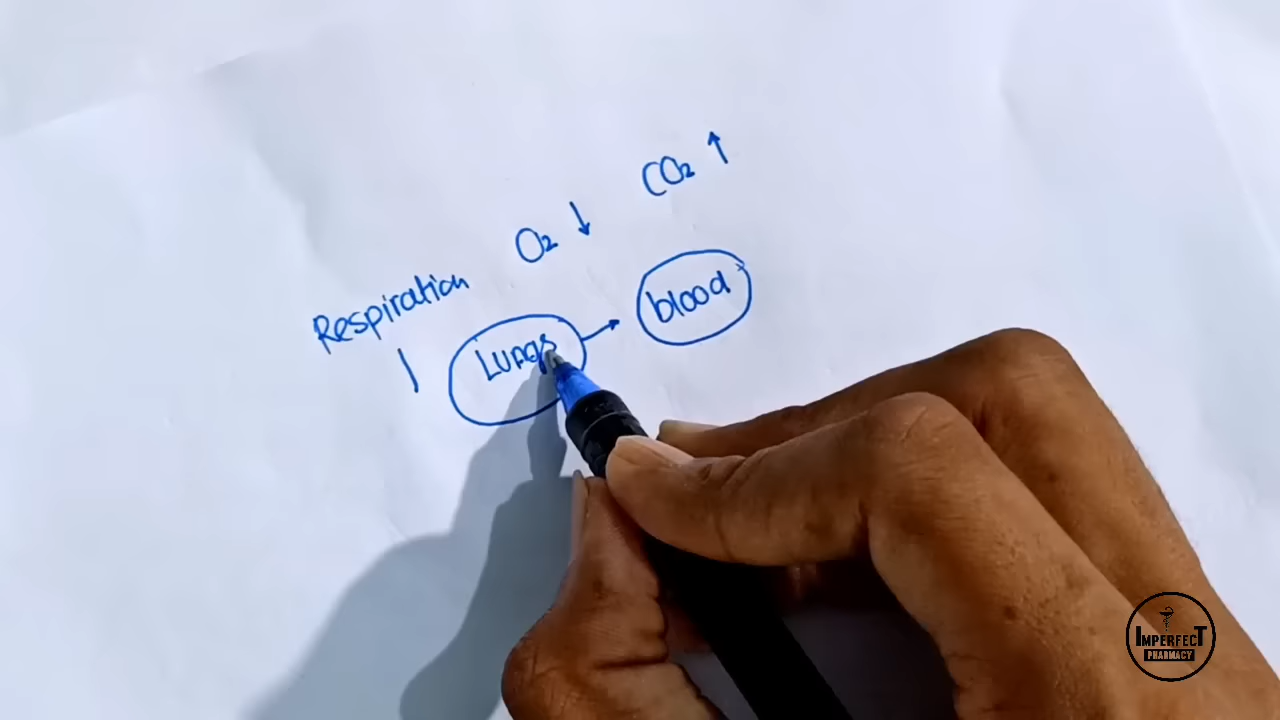 CO2 ↑
O2 ↓
Respiration
Lungs → blood
IMPERFECT
PHARMACY